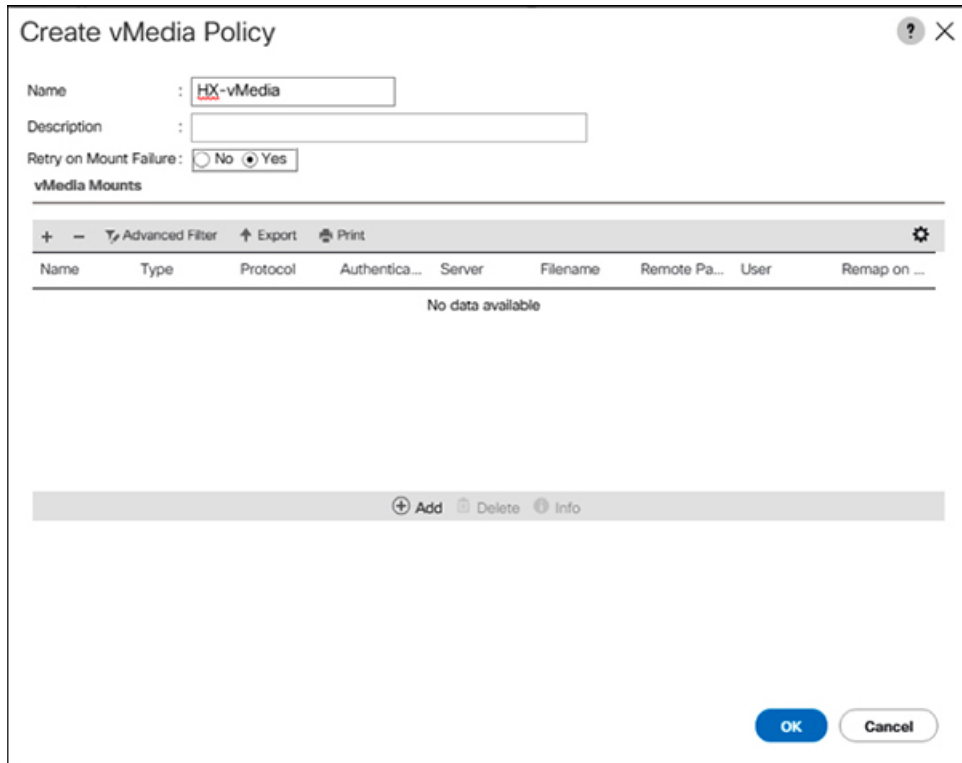 Create vMedia Policy
?
Name : HX-vMedia
Description :
Retry on Mount Failure : No Yes
vMedia Mounts
+ − Advanced Filter Export Print
Name Type Protocol Authentica... Server Filename Remote Pa... User Remap on ...
No data available
Add Delete Info
OK Cancel